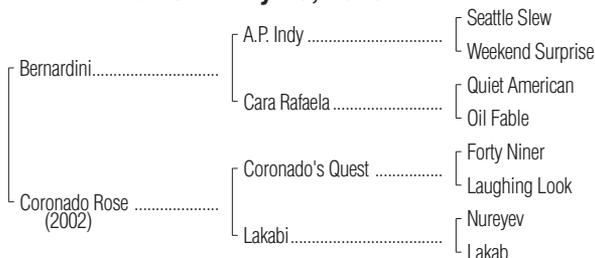 Seattle Slew
A.P. Indy
Weekend Surprise
Bernardini
Quiet American
Cara Rafaela
Oil Fable
Forty Niner
Coronado's Quest
Laughing Look
Coronado Rose
(2002)
Nureyev
Lakabi
Lakab